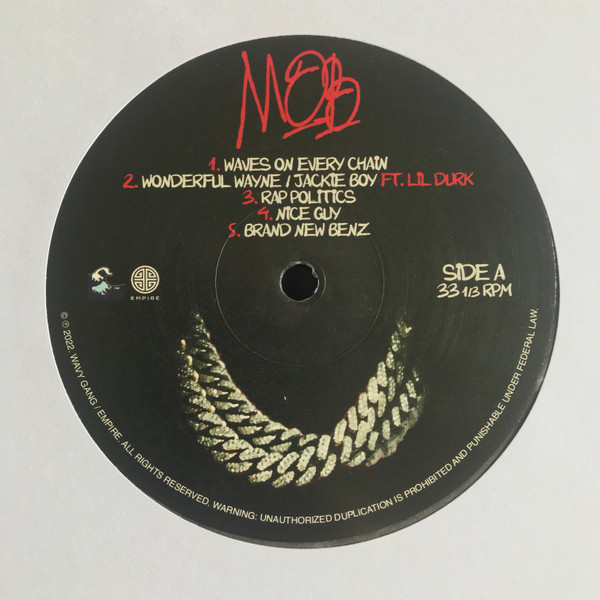 MOB
1. WAVES ON EVERY CHAIN
2. WONDERFUL WAYNE / JACKIE BOY FT. LIL DURK
3. RAP POLITICS
4. NICE GUY
5. BRAND NEW BENZ
EMPIRE
SIDE A
33 1/3 RPM
© ℗ 2022. WAVY GANG / EMPIRE. ALL RIGHTS RESERVED. WARNING: UNAUTHORIZED DUPLICATION IS PROHIBITED AND PUNISHABLE UNDER FEDERAL LAW.